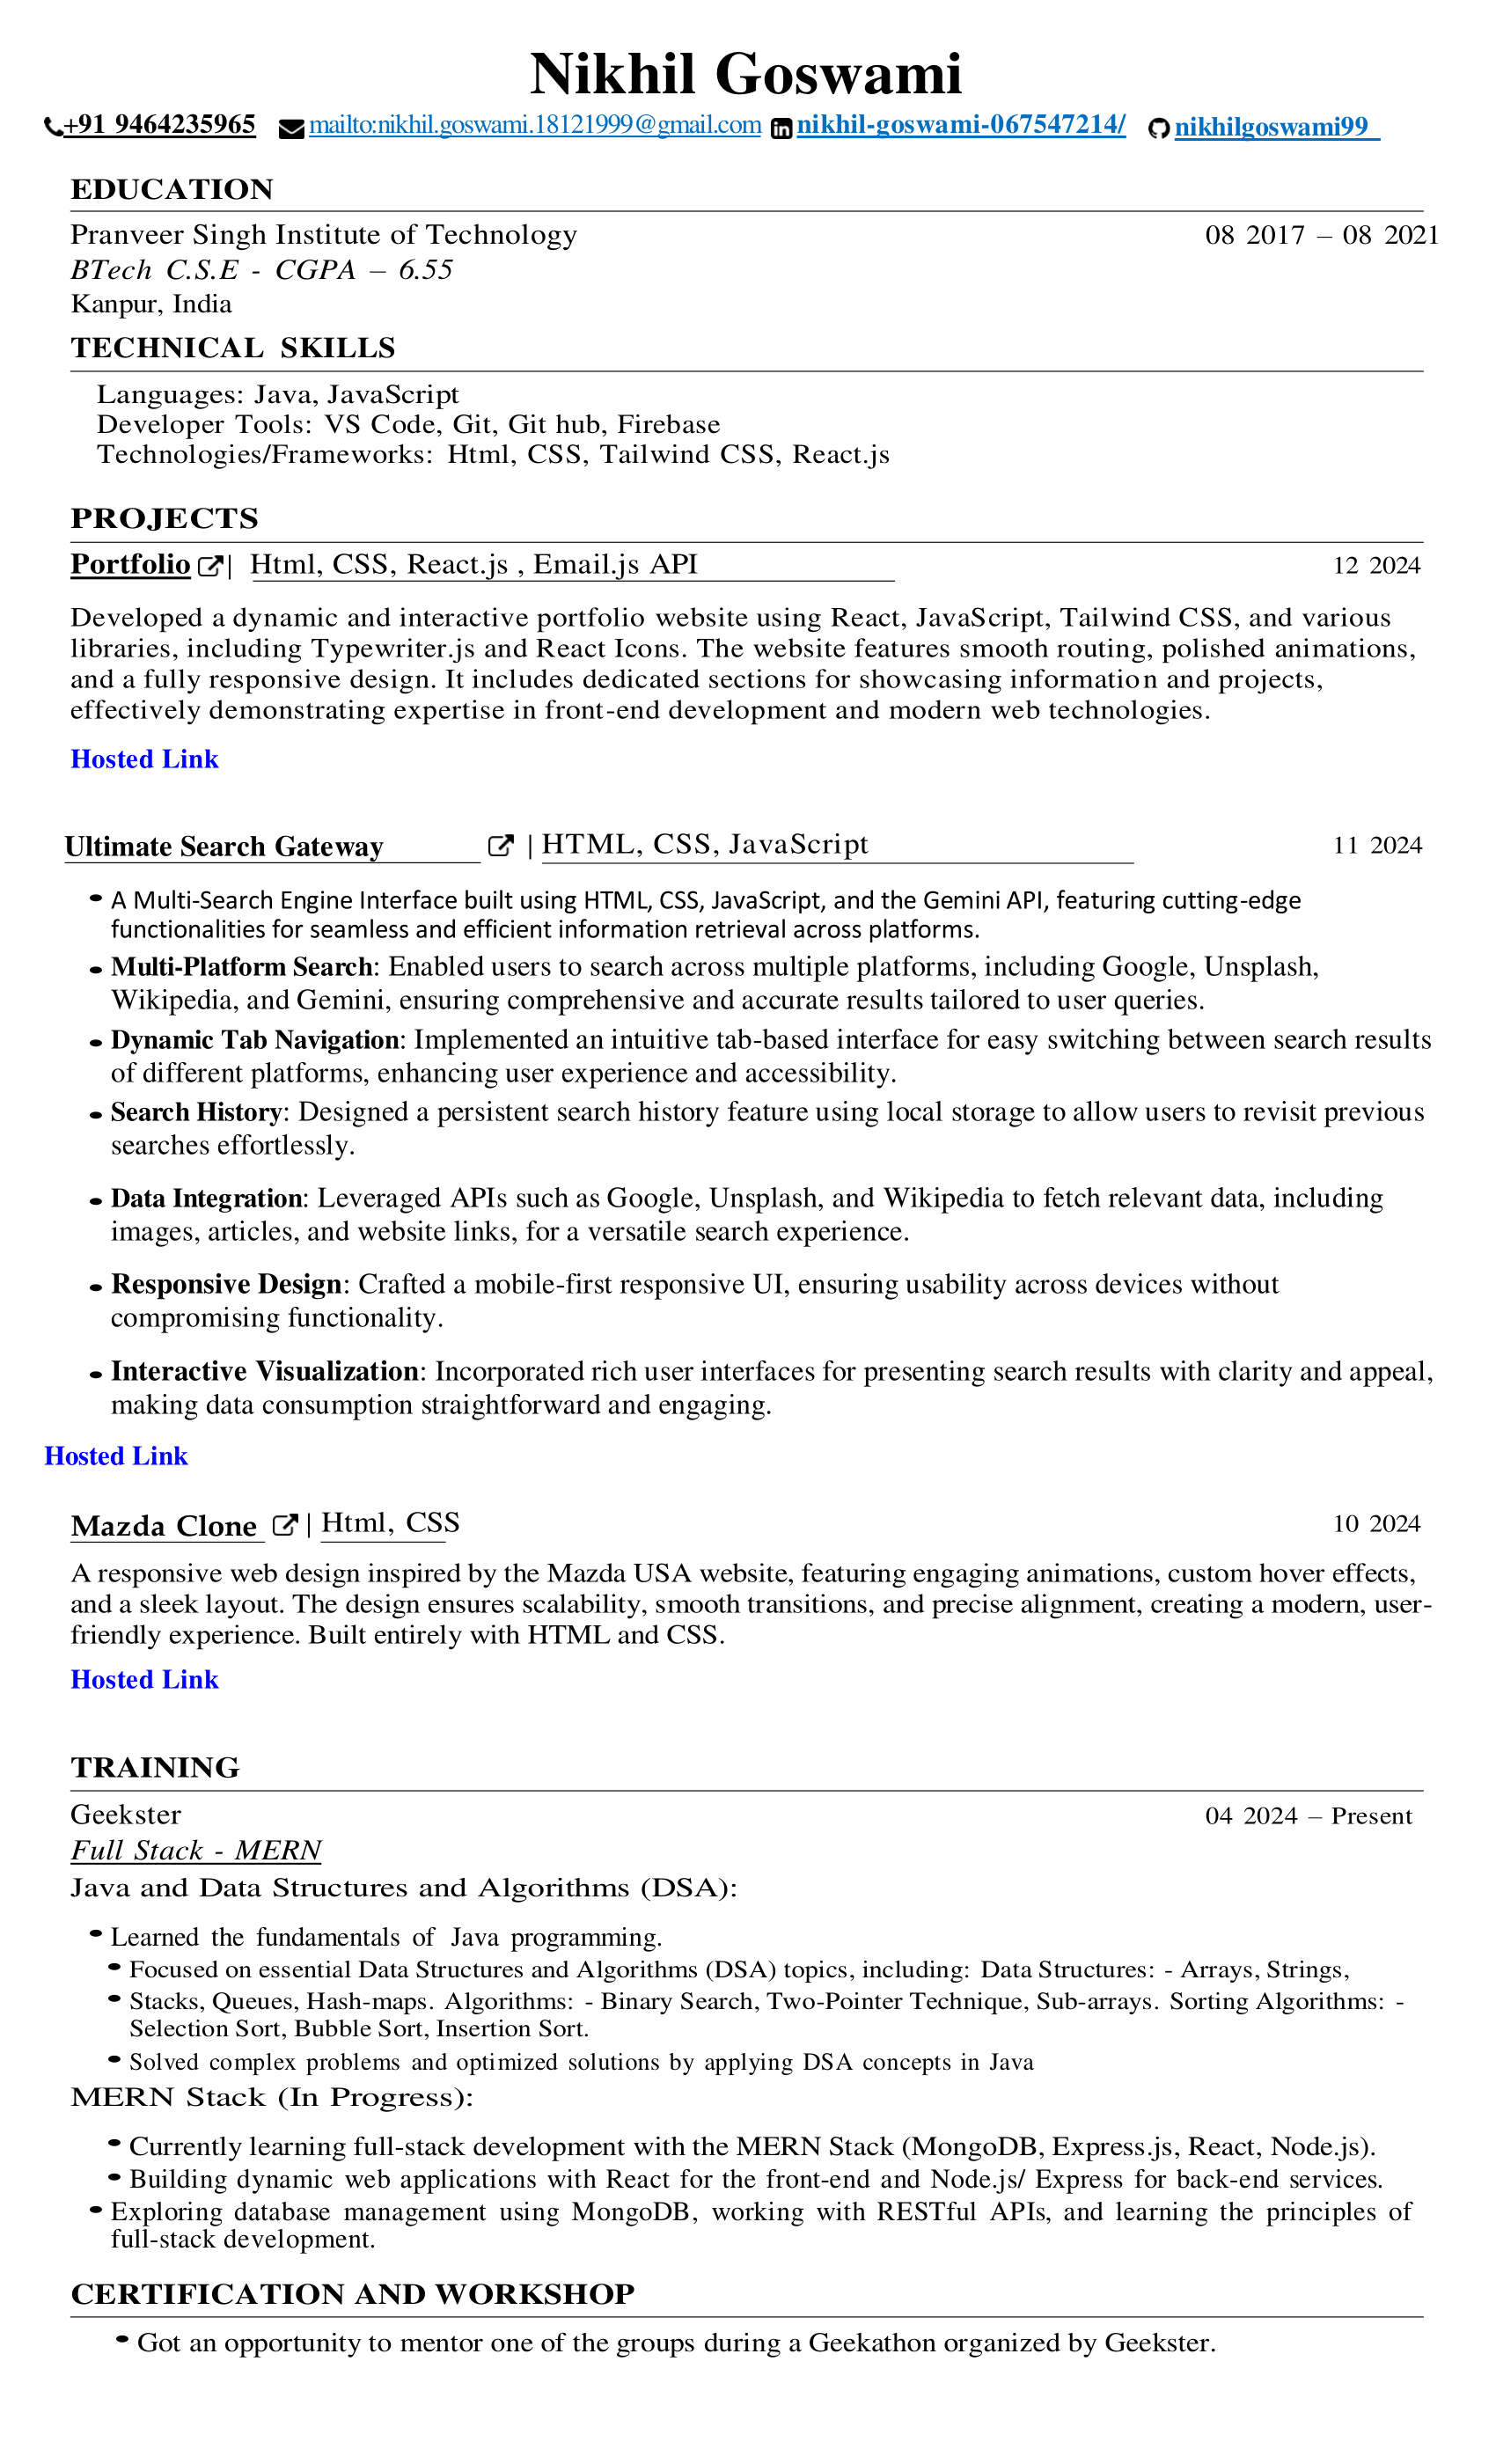 Nikhil Goswami
+91 9464235965 mailto:nikhil.goswami.18121999@gmail.com nikhil-goswami-067547214/ nikhilgoswami99
EDUCATION
Pranveer Singh Institute of Technology 08 2017 – 08 2021
BTech C.S.E - CGPA – 6.55
Kanpur, India
TECHNICAL SKILLS
Languages: Java, JavaScript
Developer Tools: VS Code, Git, Git hub, Firebase
Technologies/Frameworks: Html, CSS, Tailwind CSS, React.js
PROJECTS
Portfolio | Html, CSS, React.js , Email.js API 12 2024
Developed a dynamic and interactive portfolio website using React, JavaScript, Tailwind CSS, and various
libraries, including Typewriter.js and React Icons. The website features smooth routing, polished animations,
and a fully responsive design. It includes dedicated sections for showcasing information and projects,
effectively demonstrating expertise in front-end development and modern web technologies.
Hosted Link
Ultimate Search Gateway | HTML, CSS, JavaScript 11 2024
• A Multi-Search Engine Interface built using HTML, CSS, JavaScript, and the Gemini API, featuring cutting-edge
functionalities for seamless and efficient information retrieval across platforms.
• Multi-Platform Search: Enabled users to search across multiple platforms, including Google, Unsplash,
Wikipedia, and Gemini, ensuring comprehensive and accurate results tailored to user queries.
• Dynamic Tab Navigation: Implemented an intuitive tab-based interface for easy switching between search results
of different platforms, enhancing user experience and accessibility.
• Search History: Designed a persistent search history feature using local storage to allow users to revisit previous
searches effortlessly.
• Data Integration: Leveraged APIs such as Google, Unsplash, and Wikipedia to fetch relevant data, including
images, articles, and website links, for a versatile search experience.
• Responsive Design: Crafted a mobile-first responsive UI, ensuring usability across devices without
compromising functionality.
• Interactive Visualization: Incorporated rich user interfaces for presenting search results with clarity and appeal,
making data consumption straightforward and engaging.
Hosted Link
Mazda Clone | Html, CSS 10 2024
A responsive web design inspired by the Mazda USA website, featuring engaging animations, custom hover effects,
and a sleek layout. The design ensures scalability, smooth transitions, and precise alignment, creating a modern, user-
friendly experience. Built entirely with HTML and CSS.
Hosted Link
TRAINING
Geekster 04 2024 – Present
Full Stack - MERN
Java and Data Structures and Algorithms (DSA):
• Learned the fundamentals of Java programming.
• Focused on essential Data Structures and Algorithms (DSA) topics, including: Data Structures: - Arrays, Strings,
• Stacks, Queues, Hash-maps. Algorithms: - Binary Search, Two-Pointer Technique, Sub-arrays. Sorting Algorithms: -
Selection Sort, Bubble Sort, Insertion Sort.
• Solved complex problems and optimized solutions by applying DSA concepts in Java
MERN Stack (In Progress):
• Currently learning full-stack development with the MERN Stack (MongoDB, Express.js, React, Node.js).
• Building dynamic web applications with React for the front-end and Node.js/ Express for back-end services.
• Exploring database management using MongoDB, working with RESTful APIs, and learning the principles of
full-stack development.
CERTIFICATION AND WORKSHOP
• Got an opportunity to mentor one of the groups during a Geekathon organized by Geekster.